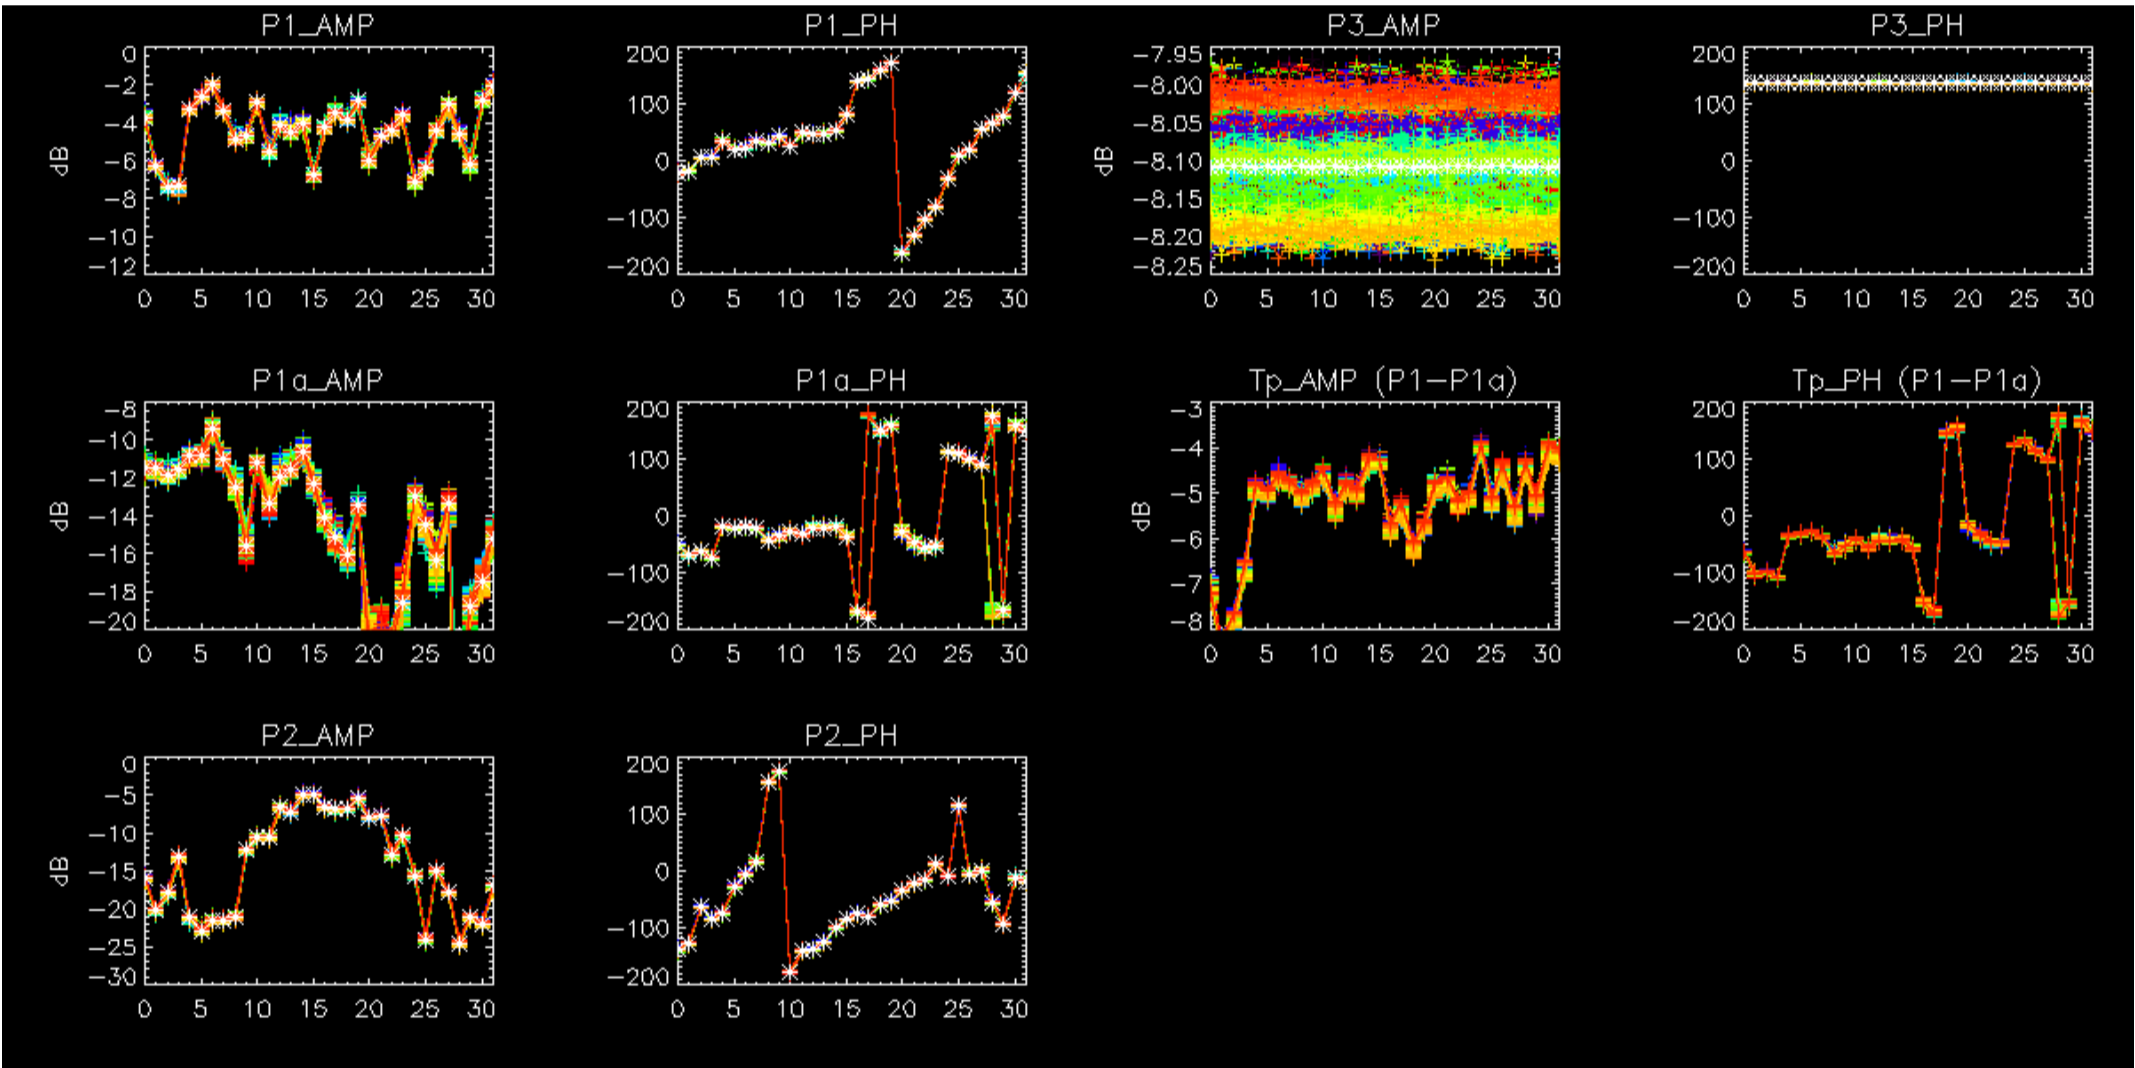 P1_AMP
P1_PH
P3_AMP
P3_PH
0
−2
−4
−6
−8
−10
−12
dB
0 5 10 15 20 25 30
200
100
0
−100
−200
0 5 10 15 20 25 30
−7.95
−8.00
−8.05
−8.10
−8.15
−8.20
−8.25
dB
0 5 10 15 20 25 30
200
100
0
−100
−200
0 5 10 15 20 25 30
P1a_AMP
P1a_PH
Tp_AMP (P1−P1a)
Tp_PH (P1−P1a)
−8
−10
−12
−14
−16
−18
−20
dB
0 5 10 15 20 25 30
200
100
0
−100
−200
0 5 10 15 20 25 30
−3
−4
−5
−6
−7
−8
dB
0 5 10 15 20 25 30
200
100
0
−100
−200
0 5 10 15 20 25 30
P2_AMP
P2_PH
0
−5
−10
−15
−20
−25
−30
dB
0 5 10 15 20 25 30
200
100
0
−100
−200
0 5 10 15 20 25 30